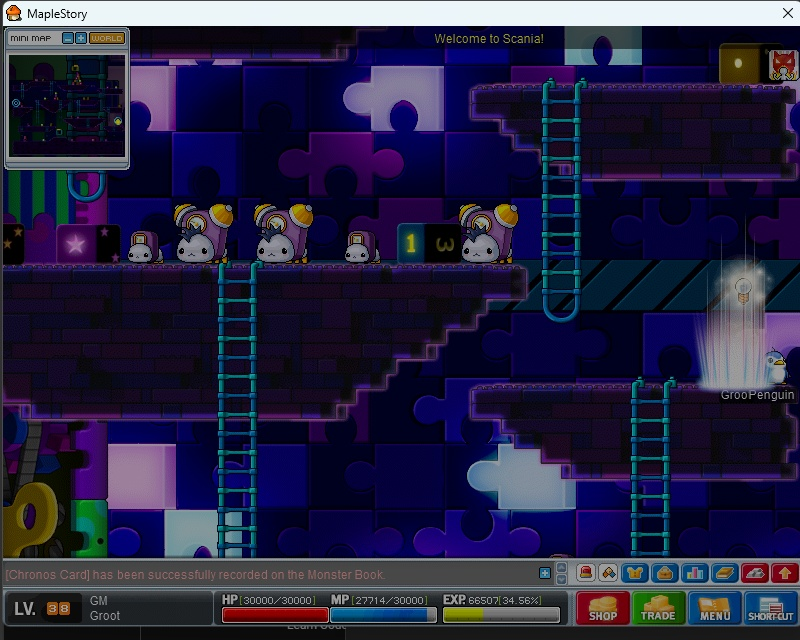 MapleStory
MINI MAP
WORLD
Welcome to Scania!
1
3
GrooPenguin
[Chronos Card] has been successfully recorded on the Monster Book.
LV. 38
GM
Groot
HP[30000/30000]
MP[27714/30000]
EXP.66507[34.56%]
SHOP
TRADE
MENU
SHORTCUT
Learn Code